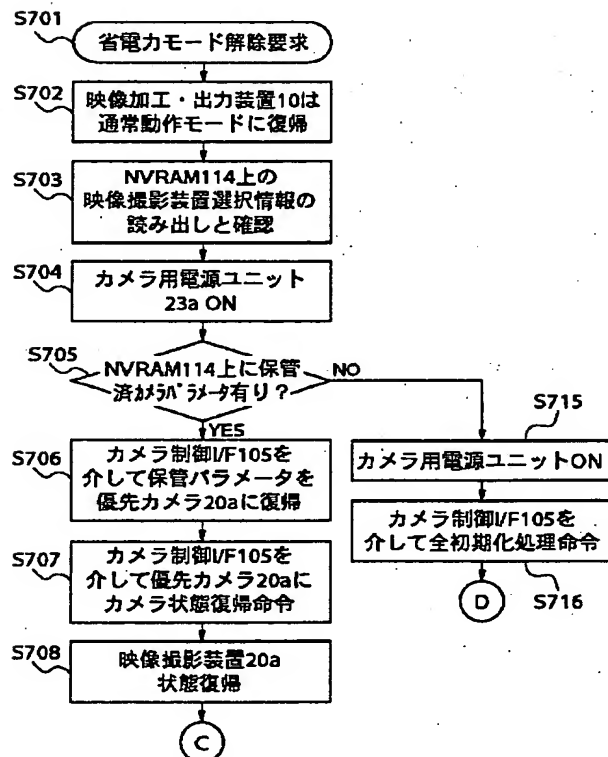 S701
省電力モード解除要求
S702
映像加工・出力装置10は
通常動作モードに復帰
S703
NVRAM114上の
映像撮影装置選択情報の
読み出しと確認
S704
カメラ用電源ユニット
23a ON
S705
NVRAM114上に保管
済カメラパラメータ有り？
NO
YES
S706
カメラ制御I/F105を
介して保管パラメータを
優先カメラ20aに復帰
S707
カメラ制御I/F105を
介して優先カメラ20aに
カメラ状態復帰命令
S708
映像撮影装置20a
状態復帰
C
S715
カメラ用電源ユニットON
カメラ制御I/F105を
介して全初期化処理命令
S716
D